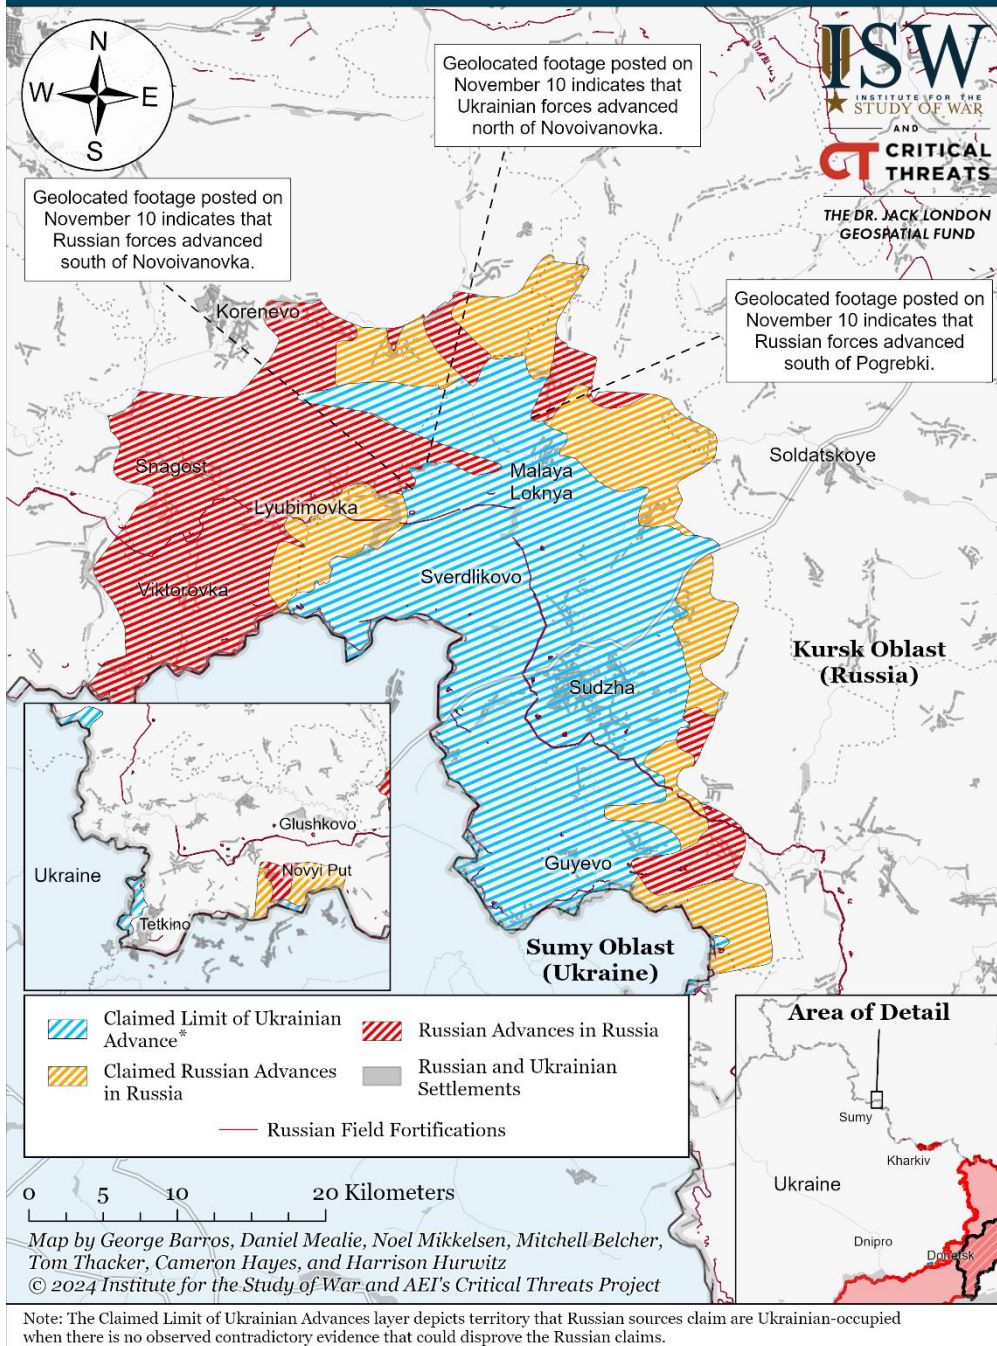 N
W
E
S
Geolocated footage posted on
November 10 indicates that
Ukrainian forces advanced
north of Novoivanovka.
ISW
INSTITUTE FOR THE
STUDY OF WAR
AND
CT CRITICAL
THREATS
THE DR. JACK LONDON
GEOSPATIAL FUND
Geolocated footage posted on
November 10 indicates that
Russian forces advanced
south of Novoivanovka.
Geolocated footage posted on
November 10 indicates that
Russian forces advanced
south of Pogrebki.
Korenevo
Snagost
Lyubimovka
Malaya
Loknya
Soldatskoye
Viktorovka
Sverdlikovo
Sudzha
Kursk Oblast
(Russia)
Guyevo
Sumy Oblast
(Ukraine)
Glushkovo
Ukraine
Novyi Put
Tetkino
Claimed Limit of Ukrainian
Advance*
Russian Advances in Russia
Claimed Russian Advances
in Russia
Russian and Ukrainian
Settlements
Russian Field Fortifications
Area of Detail
Sumy
Kharkiv
Ukraine
Dnipro
Donetsk
0 5 10 20 Kilometers
Map by George Barros, Daniel Mealie, Noel Mikkelsen, Mitchell Belcher,
Tom Thacker, Cameron Hayes, and Harrison Hurwitz
© 2024 Institute for the Study of War and AEI's Critical Threats Project
Note: The Claimed Limit of Ukrainian Advances layer depicts territory that Russian sources claim are Ukrainian-occupied
when there is no observed contradictory evidence that could disprove the Russian claims.